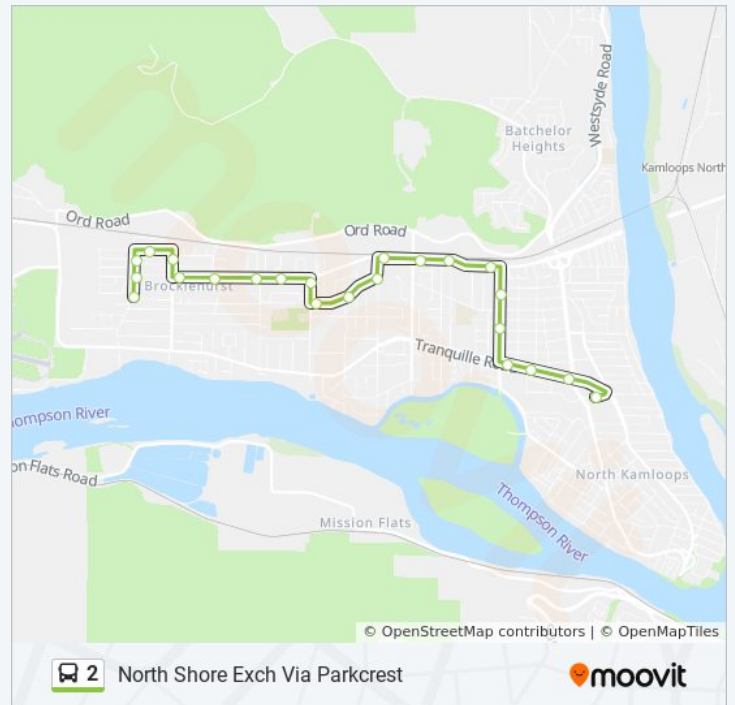 Westsyde Road
Batchelor
Heights
Kamloops North
Ord Road
Ord Road
Brocklehurst
Tranquille
Thompson River
on Flats Road
North Kamloops
Thompson River
Mission Flats
© OpenStreetMap contributors | © OpenMapTiles
2 North Shore Exch Via Parkcrest moovit